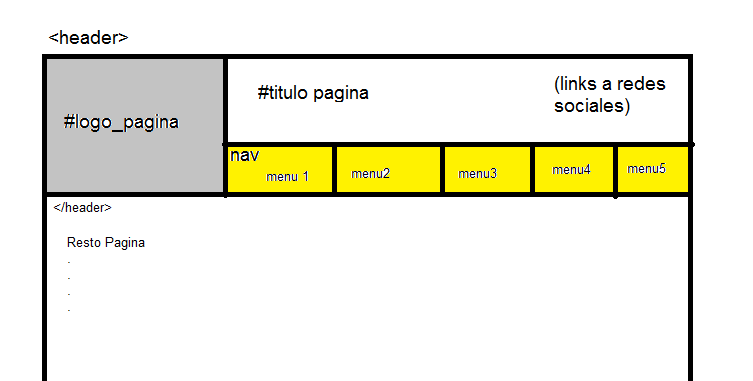 <header>
#logo_pagina
#titulo pagina
(links a redes
sociales)
nav
menu 1
menu2
menu3
menu4
menu5
</header>
Resto Pagina
.
.
.
.